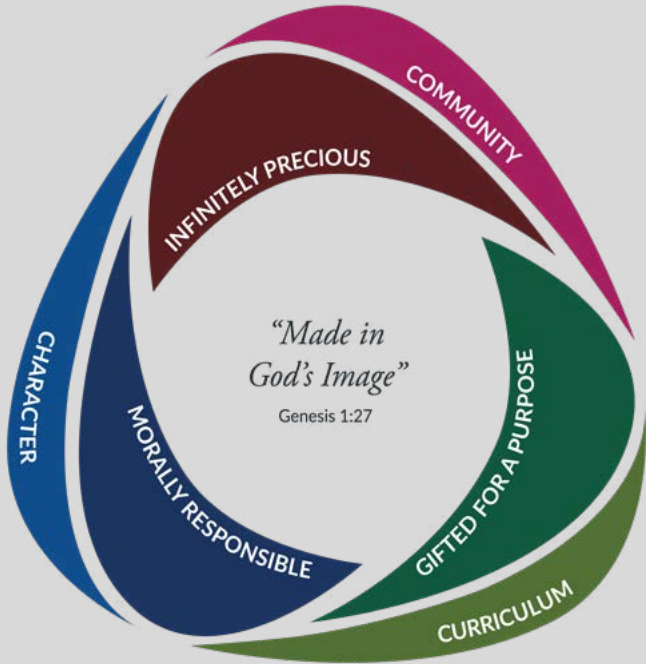 COMMUNITY
INFINITELY PRECIOUS
“Made in
God’s Image”
Genesis 1:27
CHARACTER
MORALLY RESPONSIBLE
GIFTED FOR A PURPOSE
CURRICULUM